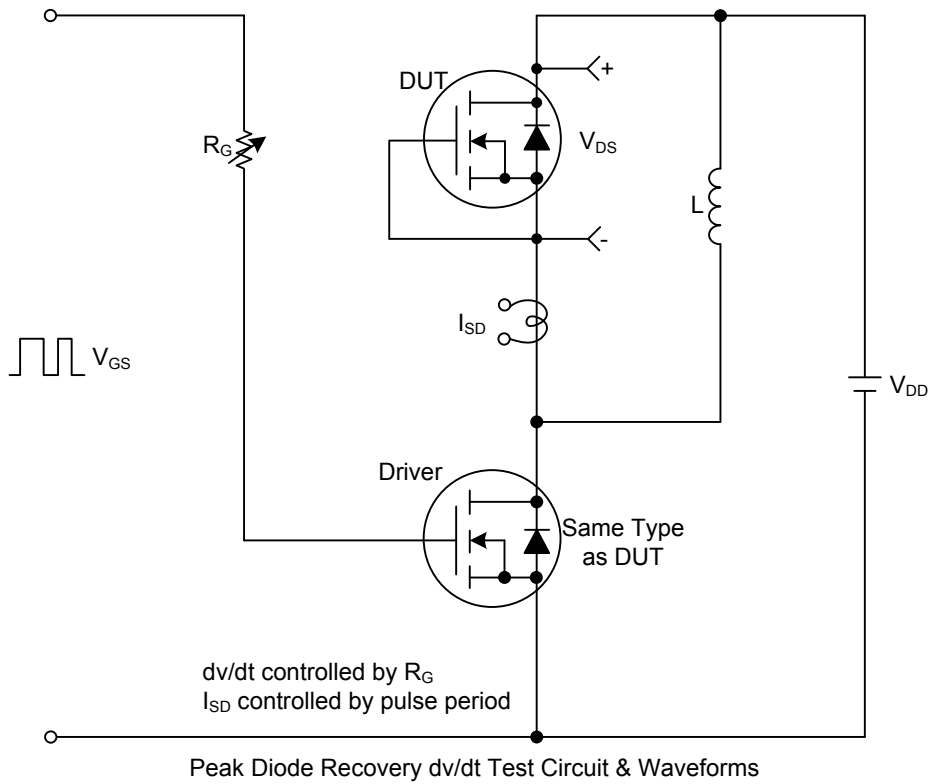 DUT
+
R_G
V_DS
L
-
I_SD
V_GS
V_DD
Driver
Same Type
as DUT
dv/dt controlled by R_G
I_SD controlled by pulse period
Peak Diode Recovery dv/dt Test Circuit & Waveforms